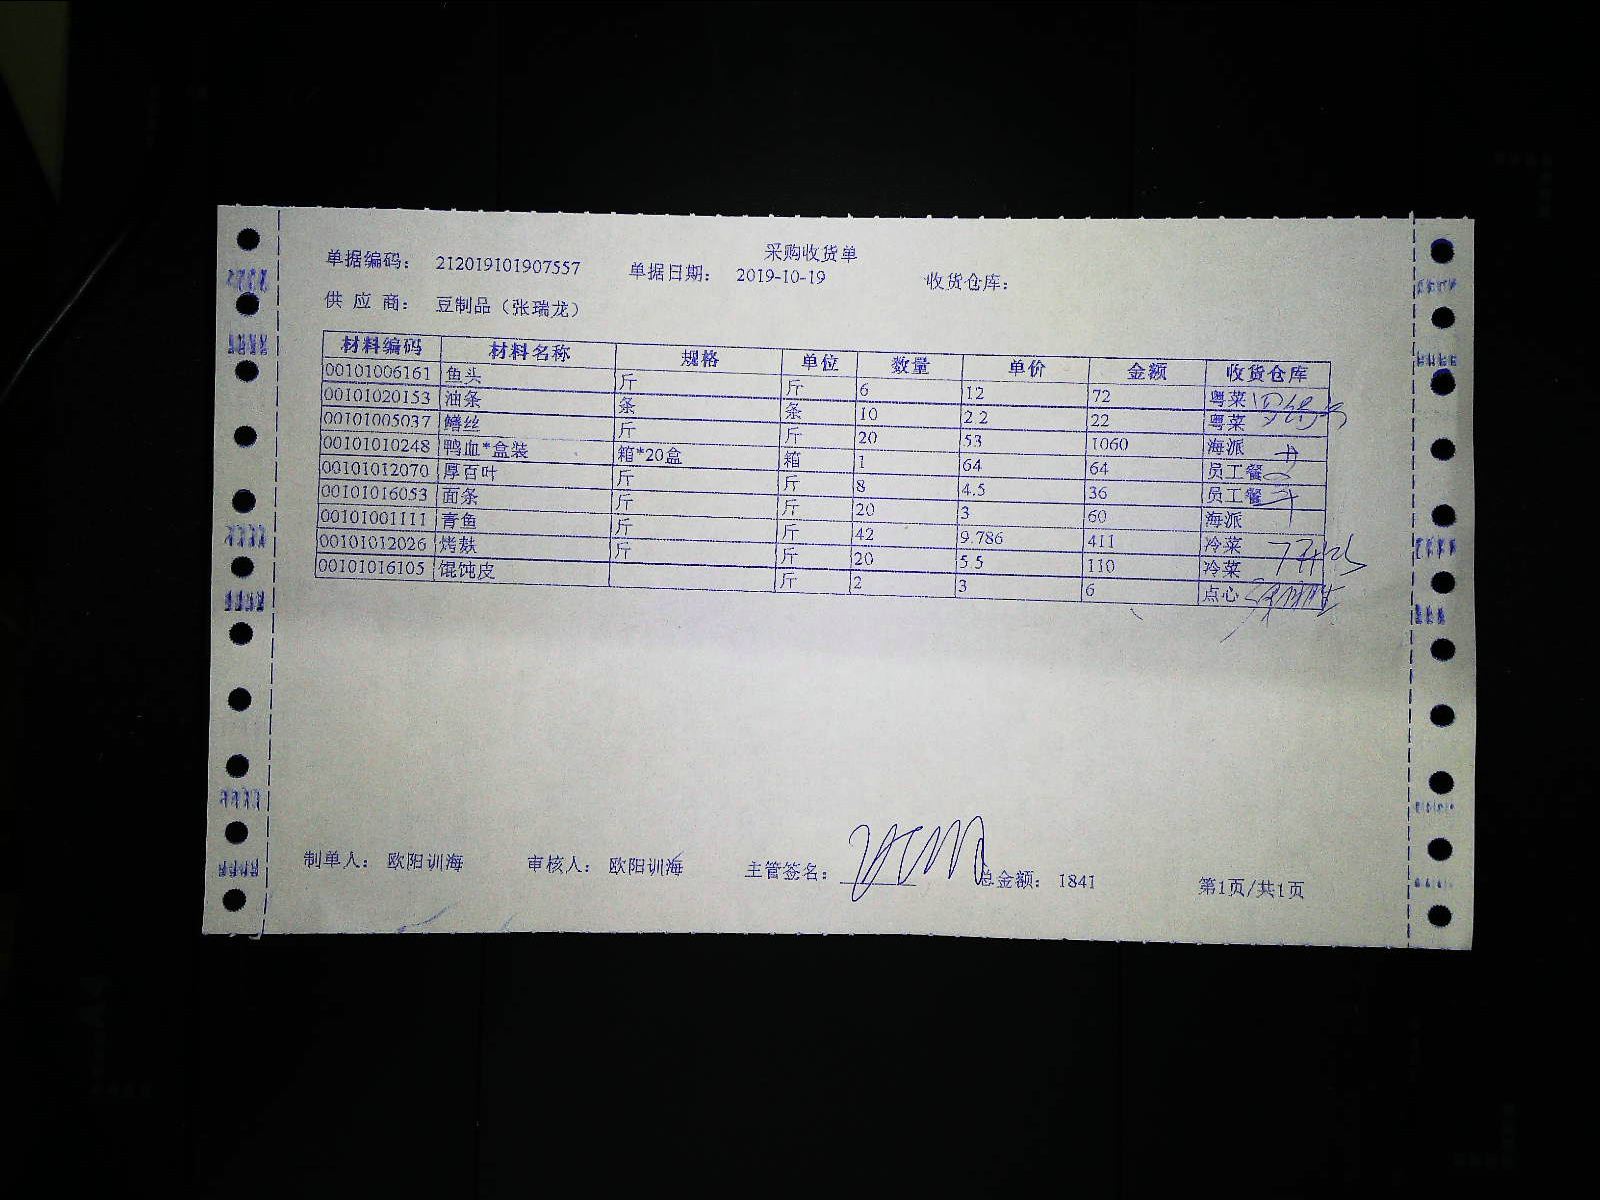 采购收货单
单据编码： 212019101907557 单据日期： 2019-10-19 收货仓库：
供 应 商： 豆制品（张瑞龙）
材料编码 材料名称 规格 单位 数量 单价 金额 收货仓库
00101006161 鱼头 斤 斤 6 12 72 粤菜
00101020153 油条 条 条 10 2.2 22 粤菜
00101005037 鳝丝 斤 斤 20 53 1060 海派
00101010248 鸭血*盒装 箱*20盒 箱 1 64 64 员工餐
00101012070 厚百叶 斤 斤 8 4.5 36 员工餐
00101016053 面条 斤 斤 20 3 60 海派
00101001111 青鱼 斤 斤 42 9.786 411 冷菜
00101012026 烤麸 斤 斤 20 5.5 110 冷菜
00101016105 馄饨皮 斤 2 3 6 点心
制单人： 欧阳训海 审核人： 欧阳训海 主管签名： 总金额： 1841 第1页/共1页